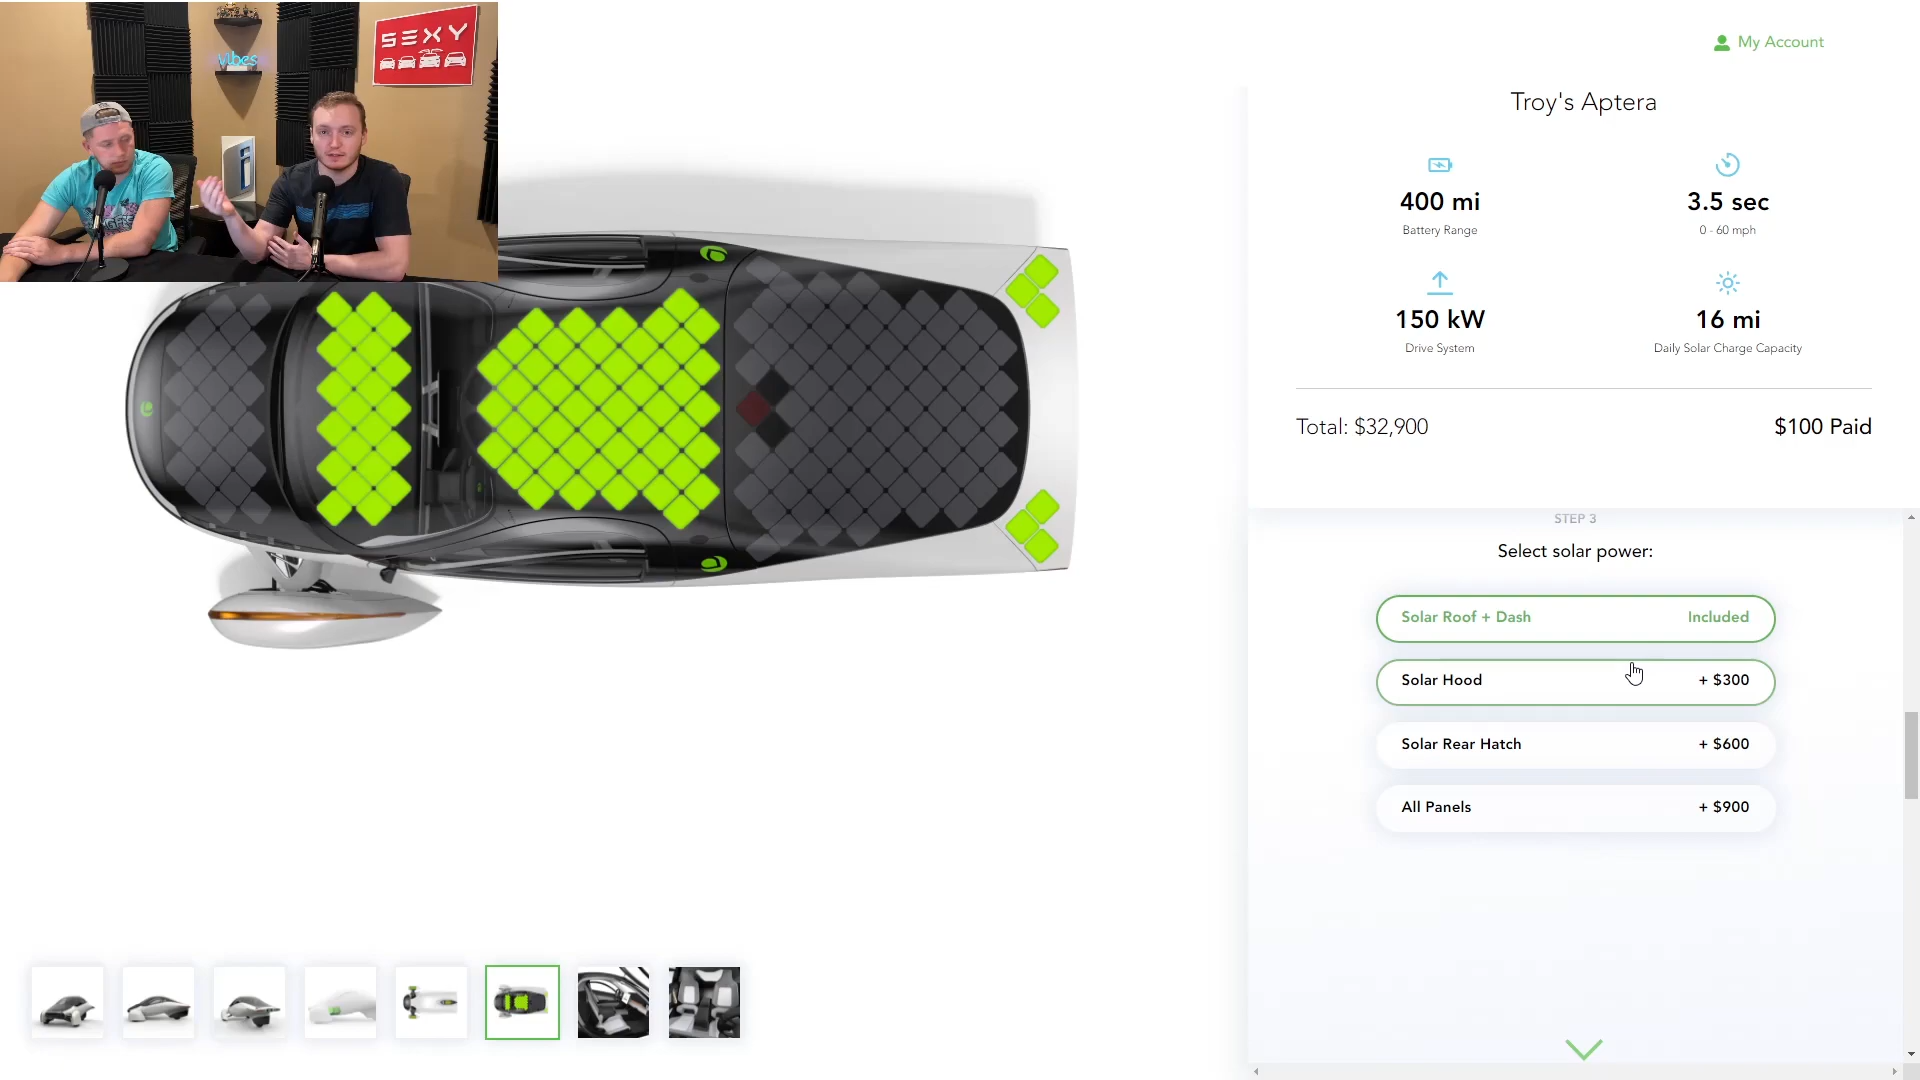 vibes
SEXY
My Account
Troy's Aptera
400 mi
Battery Range
3.5 sec
0 - 60 mph
150 kW
Drive System
16 mi
Daily Solar Charge Capacity
Total: $32,900
$100 Paid
STEP 3
Select solar power:
Solar Roof + Dash
Included
Solar Hood
+ $300
Solar Rear Hatch
+ $600
All Panels
+ $900